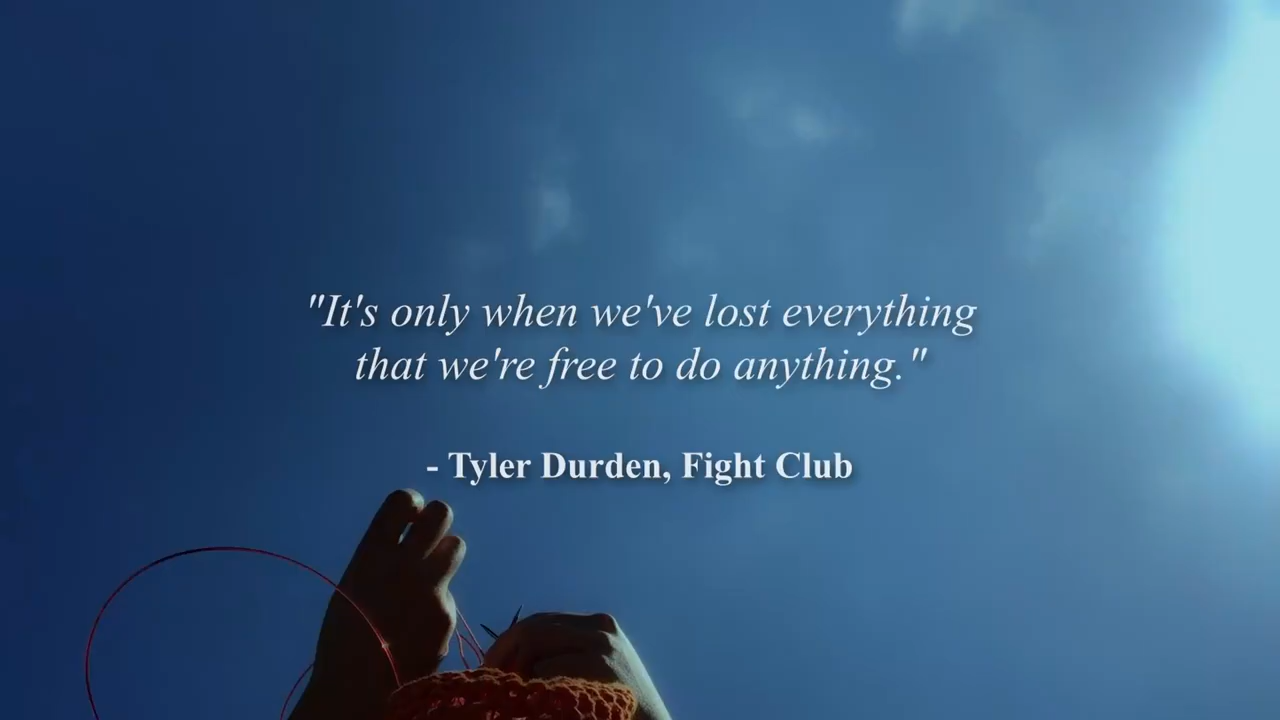 "It's only when we've lost everything
that we're free to do anything."
- Tyler Durden, Fight Club